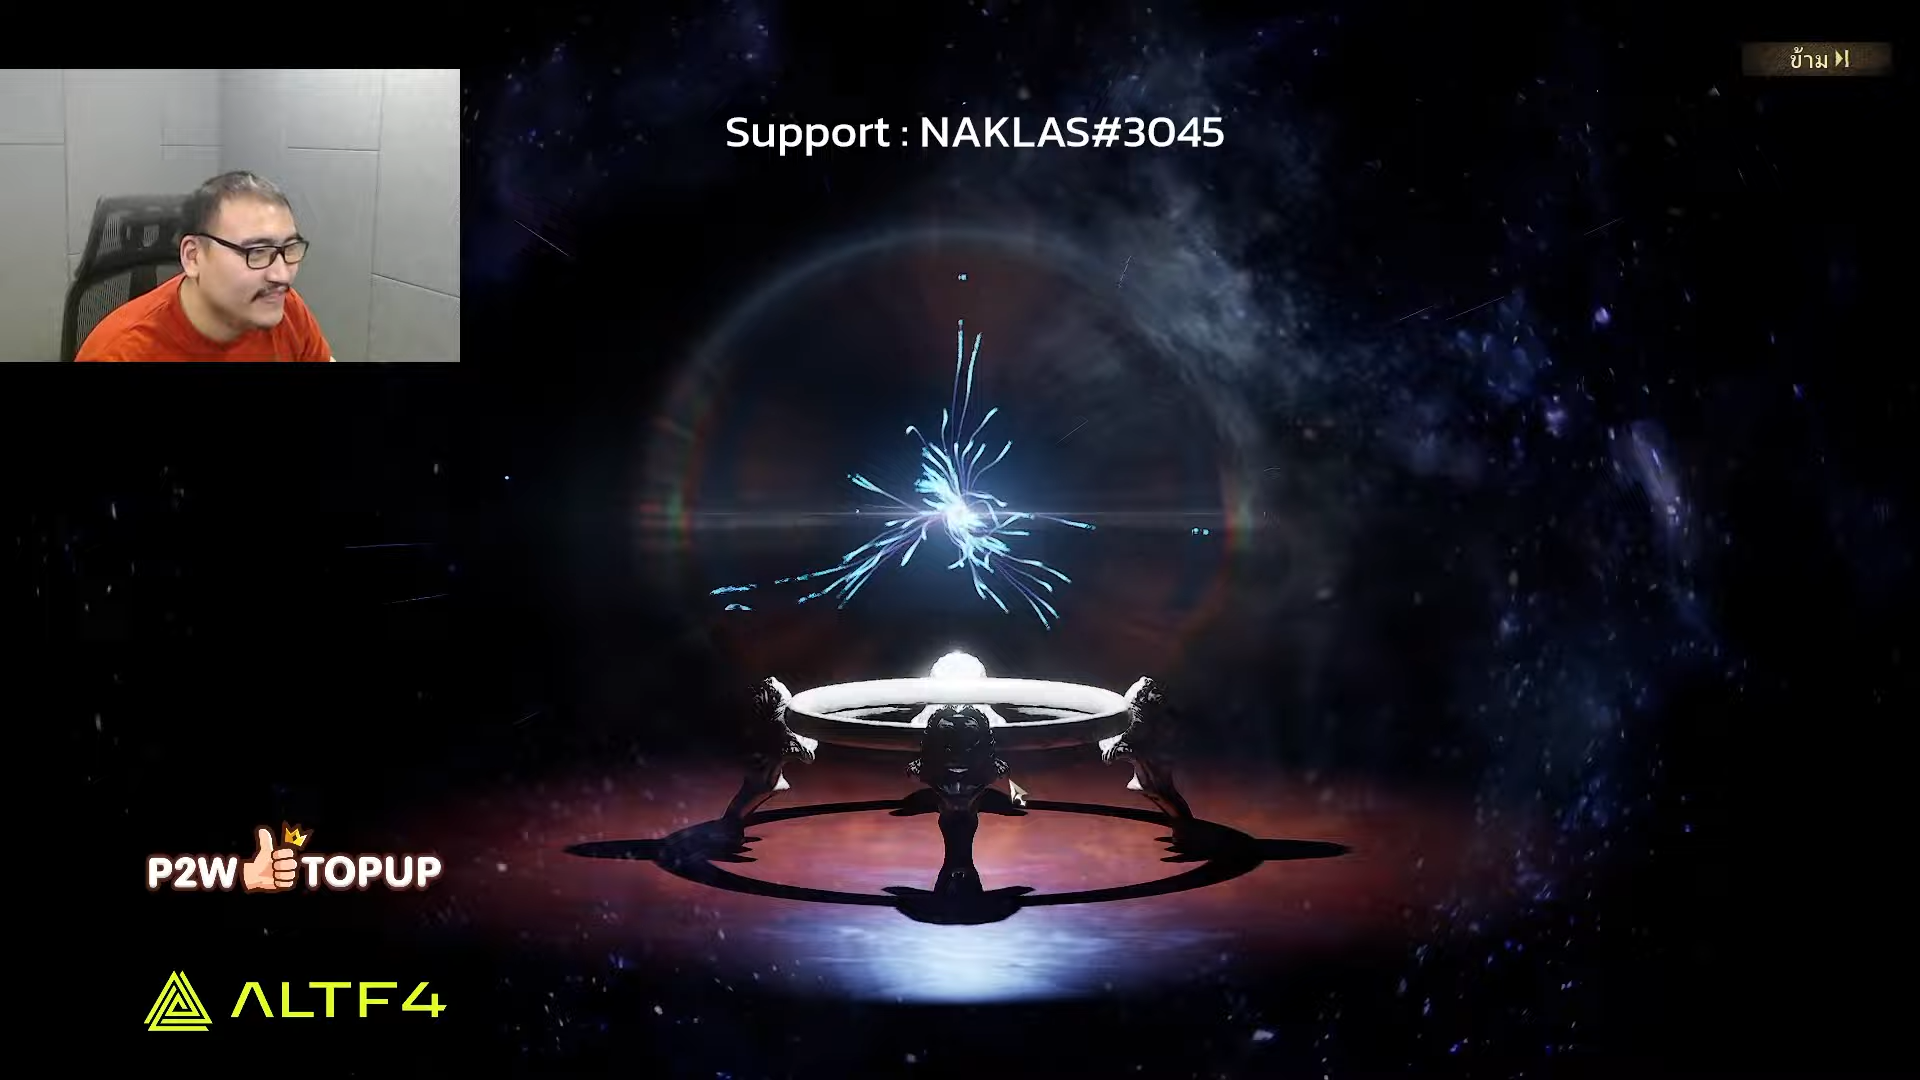 ข้าม
Support : NAKLAS#3045
P2W TOPUP
ALTF4